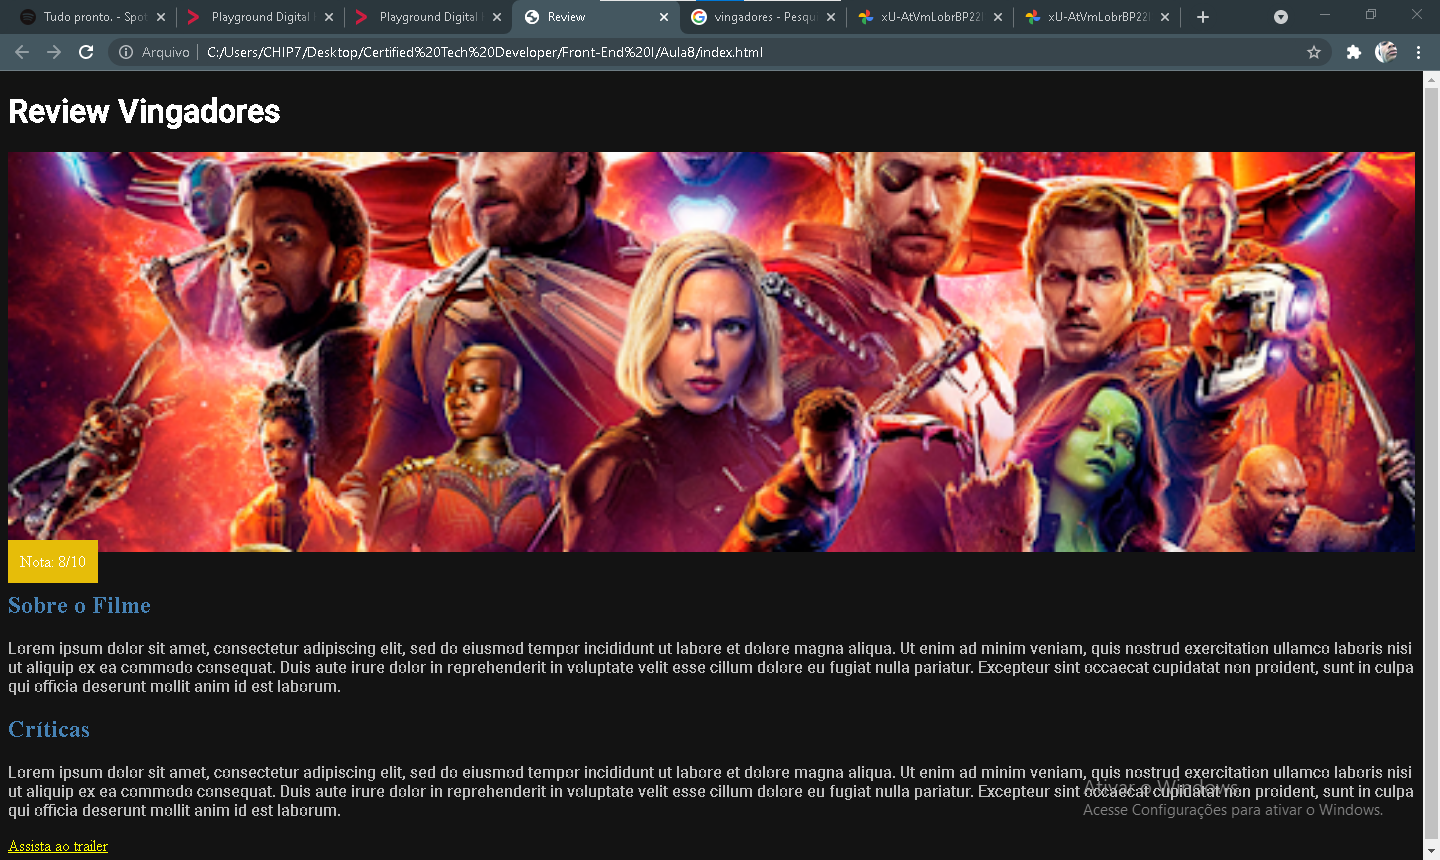 Tudo pronto. - Spot
Playground Digital
Playground Digital
Review
vingadores - Pesqu
xU-AtVmLobrBP22
xU-AtVmLobrBP22
Arquivo
C:/Users/CHIP7/Desktop/Certified%20Tech%20Developer/Front-End%20I/Aula8/index.html
Review Vingadores
Nota: 8/10
Sobre o Filme
Lorem ipsum dolor sit amet, consectetur adipiscing elit, sed do eiusmod tempor incididunt ut labore et dolore magna aliqua. Ut enim ad minim veniam, quis nostrud exercitation ullamco laboris nisi
ut aliquip ex ea commodo consequat. Duis aute irure dolor in reprehenderit in voluptate velit esse cillum dolore eu fugiat nulla pariatur. Excepteur sint occaecat cupidatat non proident, sunt in culpa
qui officia deserunt mollit anim id est laborum.
Críticas
Lorem ipsum dolor sit amet, consectetur adipiscing elit, sed do eiusmod tempor incididunt ut labore et dolore magna aliqua. Ut enim ad minim veniam, quis nostrud exercitation ullamco laboris nisi
ut aliquip ex ea commodo consequat. Duis aute irure dolor in reprehenderit in voluptate velit esse cillum dolore eu fugiat nulla pariatur. Excepteur sint occaecat cupidatat non proident, sunt in culpa
qui officia deserunt mollit anim id est laborum.
Ativar o Windows
Acesse Configurações para ativar o Windows.
Assista ao trailer